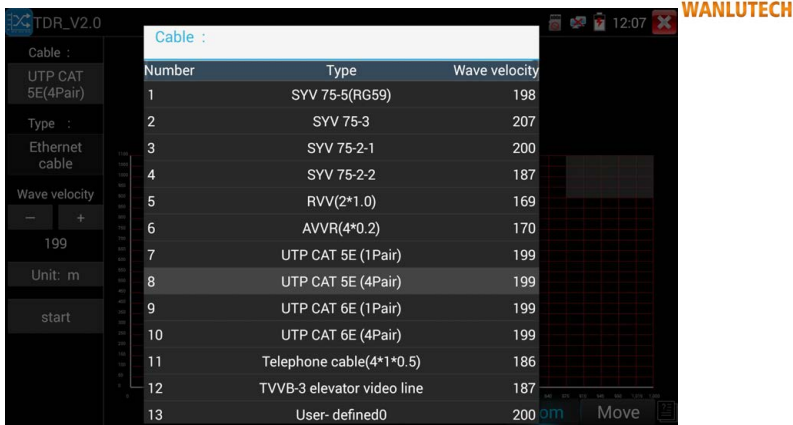 WANLUTECH
TDR_V2.0
12:07
Cable :
UTP CAT
5E(4Pair)
Type :
Ethernet
cable
Wave velocity
— +
199
Unit: m
start
Cable :
Number Type Wave velocity
1 SYV 75-5(RG59) 198
2 SYV 75-3 207
3 SYV 75-2-1 200
4 SYV 75-2-2 187
5 RVV(2*1.0) 169
6 AVVR(4*0.2) 170
7 UTP CAT 5E (1Pair) 199
8 UTP CAT 5E (4Pair) 199
9 UTP CAT 6E (1Pair) 199
10 UTP CAT 6E (4Pair) 199
11 Telephone cable(4*1*0.5) 186
12 TVVB-3 elevator video line 187
13 User- defined0 200
om Move